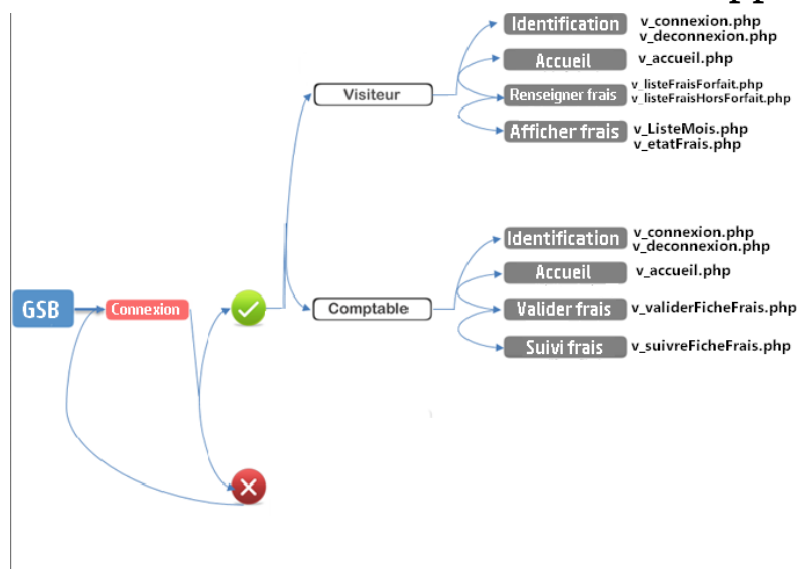 pp
Identification
v_connexion.php
v_deconnexion.php
Accueil
v_accueil.php
Visiteur
Renseigner frais
v_listeFraisForfait.php
v_listeFraisHorsForfait.php
Afficher frais
v_ListeMois.php
v_etatFrais.php
Identification
v_connexion.php
v_deconnexion.php
Accueil
v_accueil.php
GSB
Connexion
Comptable
Valider frais
v_validerFicheFrais.php
Suivi frais
v_suivreFicheFrais.php